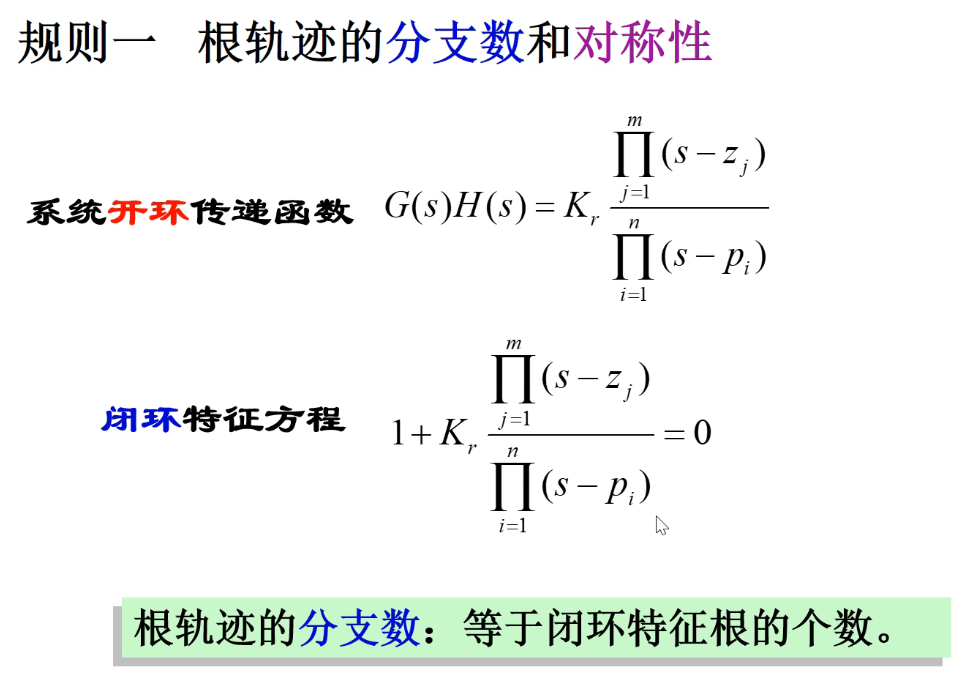 规则一 根轨迹的分支数和对称性
系统开环传递函数 $G(s)H(s) = K_r \frac{\prod_{j=1}^{m}(s-z_j)}{\prod_{i=1}^{n}(s-p_i)}$
闭环特征方程 $1+K_r \frac{\prod_{j=1}^{m}(s-z_j)}{\prod_{i=1}^{n}(s-p_i)} = 0$
根轨迹的分支数：等于闭环特征根的个数。